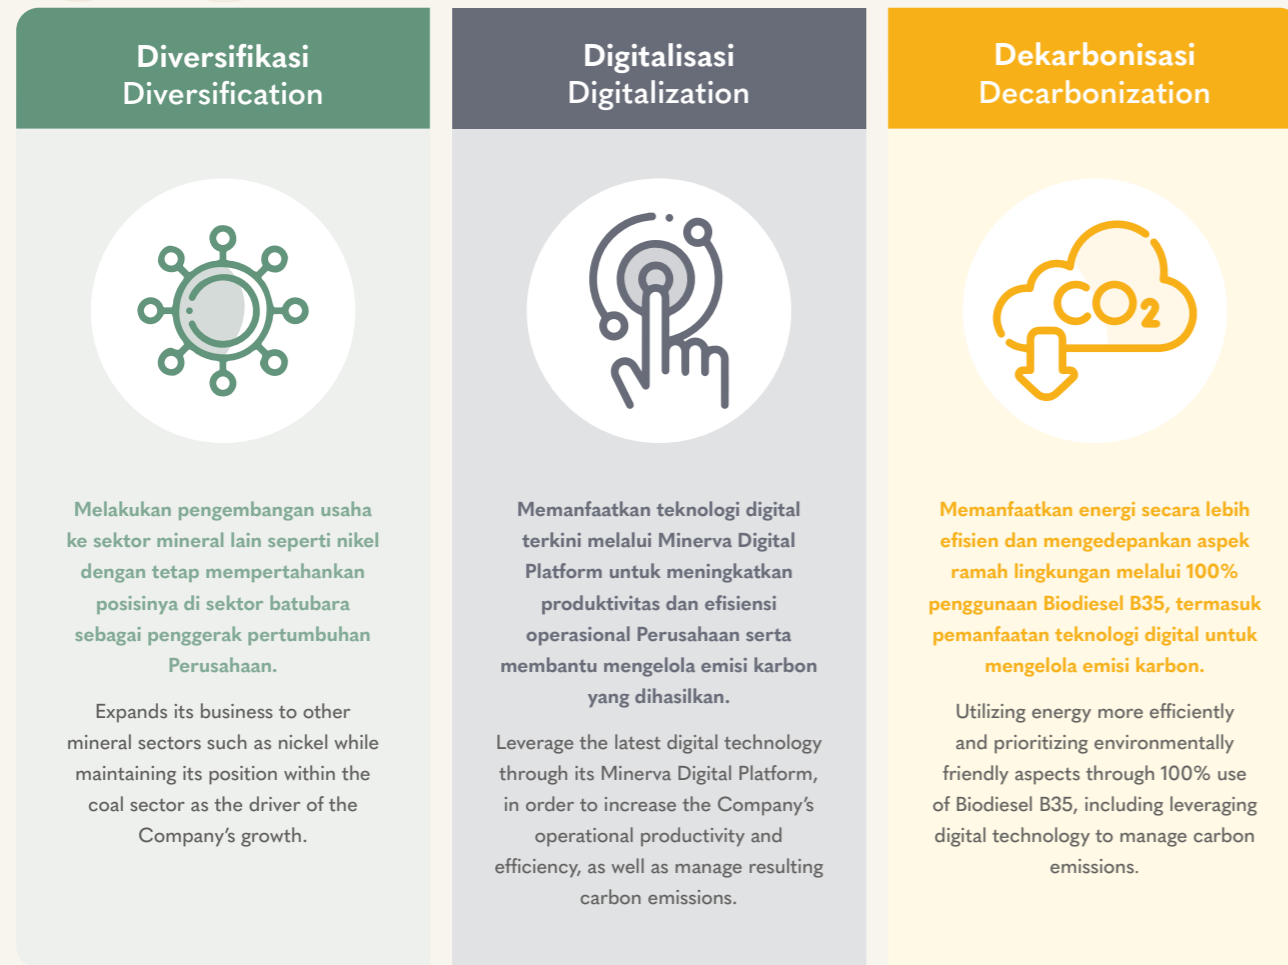 Diversifikasi
Diversification
Melakukan pengembangan usaha
ke sektor mineral lain seperti nikel
dengan tetap mempertahankan
posisinya di sektor batubara
sebagai penggerak pertumbuhan
Perusahaan.
Expands its business to other
mineral sectors such as nickel while
maintaining its position within the
coal sector as the driver of the
Company’s growth.
Digitalisasi
Digitalization
Memanfaatkan teknologi digital
terkini melalui Minerva Digital
Platform untuk meningkatkan
produktivitas dan efisiensi
operasional Perusahaan serta
membantu mengelola emisi karbon
yang dihasilkan.
Leverage the latest digital technology
through its Minerva Digital Platform,
in order to increase the Company’s
operational productivity and
efficiency, as well as manage resulting
carbon emissions.
Dekarbonisasi
Decarbonization
CO2
Memanfaatkan energi secara lebih
efisien dan mengedepankan aspek
ramah lingkungan melalui 100%
penggunaan Biodiesel B35, termasuk
pemanfaatan teknologi digital untuk
mengelola emisi karbon.
Utilizing energy more efficiently
and prioritizing environmentally
friendly aspects through 100% use
of Biodiesel B35, including leveraging
digital technology to manage carbon
emissions.